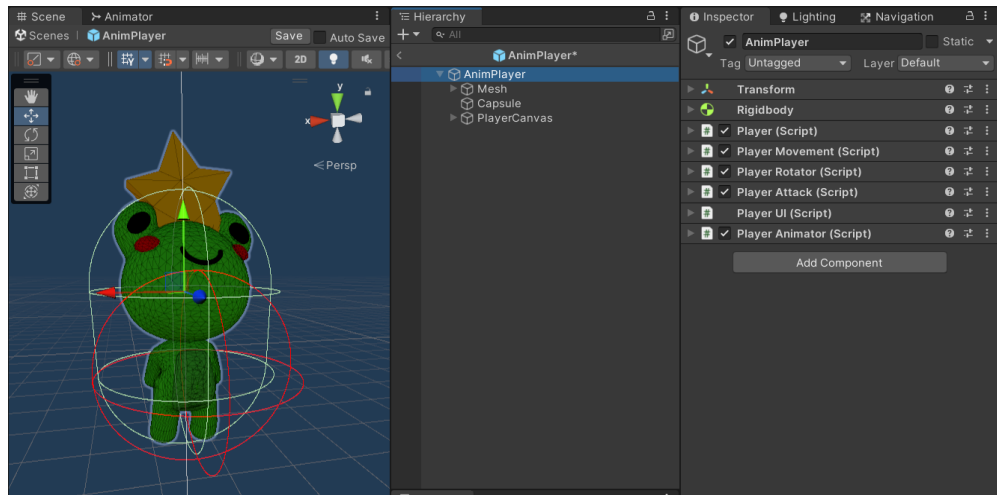 Scene
Animator
Scenes
AnimPlayer
Save
Auto Save
2D
y
x
Persp
Hierarchy
All
AnimPlayer*
AnimPlayer
Mesh
Capsule
PlayerCanvas
Inspector
Lighting
Navigation
AnimPlayer
Static
Tag Untagged
Layer Default
Transform
Rigidbody
# Player (Script)
# Player Movement (Script)
# Player Rotator (Script)
# Player Attack (Script)
# Player UI (Script)
# Player Animator (Script)
Add Component